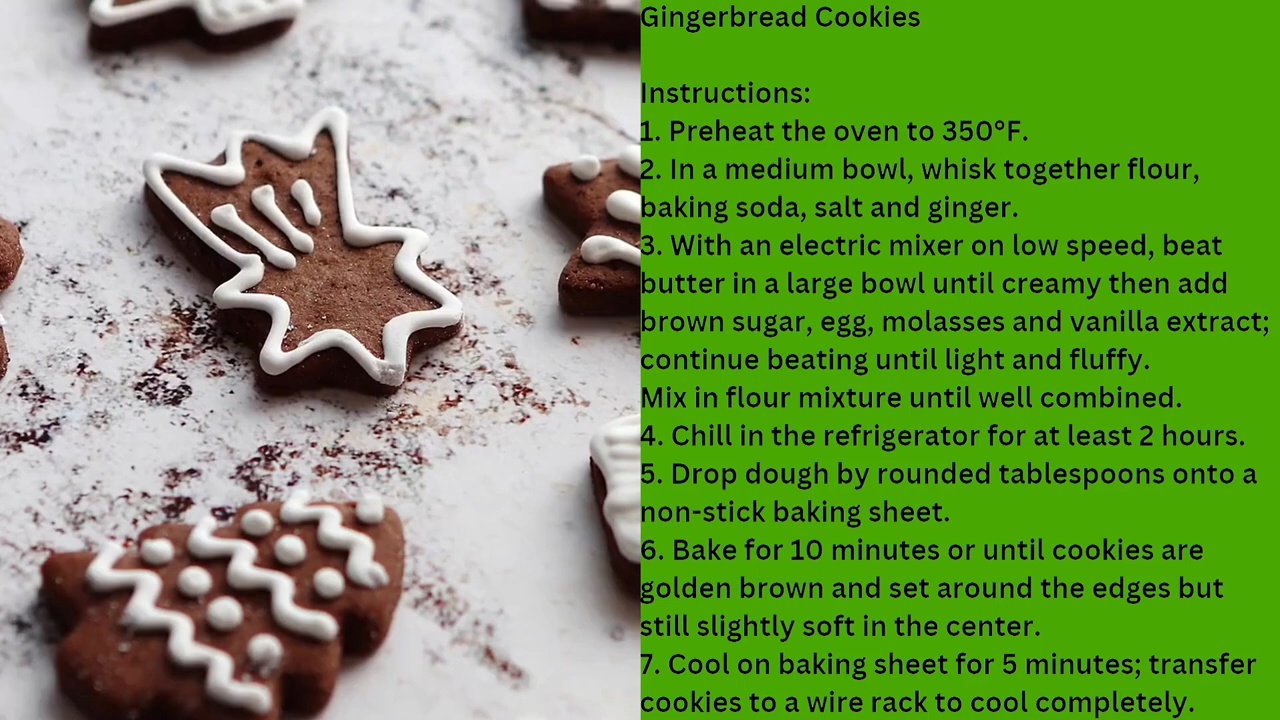 Gingerbread Cookies
Instructions:
1. Preheat the oven to 350°F.
2. In a medium bowl, whisk together flour,
baking soda, salt and ginger.
3. With an electric mixer on low speed, beat
butter in a large bowl until creamy then add
brown sugar, egg, molasses and vanilla extract;
continue beating until light and fluffy.
Mix in flour mixture until well combined.
4. Chill in the refrigerator for at least 2 hours.
5. Drop dough by rounded tablespoons onto a
non-stick baking sheet.
6. Bake for 10 minutes or until cookies are
golden brown and set around the edges but
still slightly soft in the center.
7. Cool on baking sheet for 5 minutes; transfer
cookies to a wire rack to cool completely.